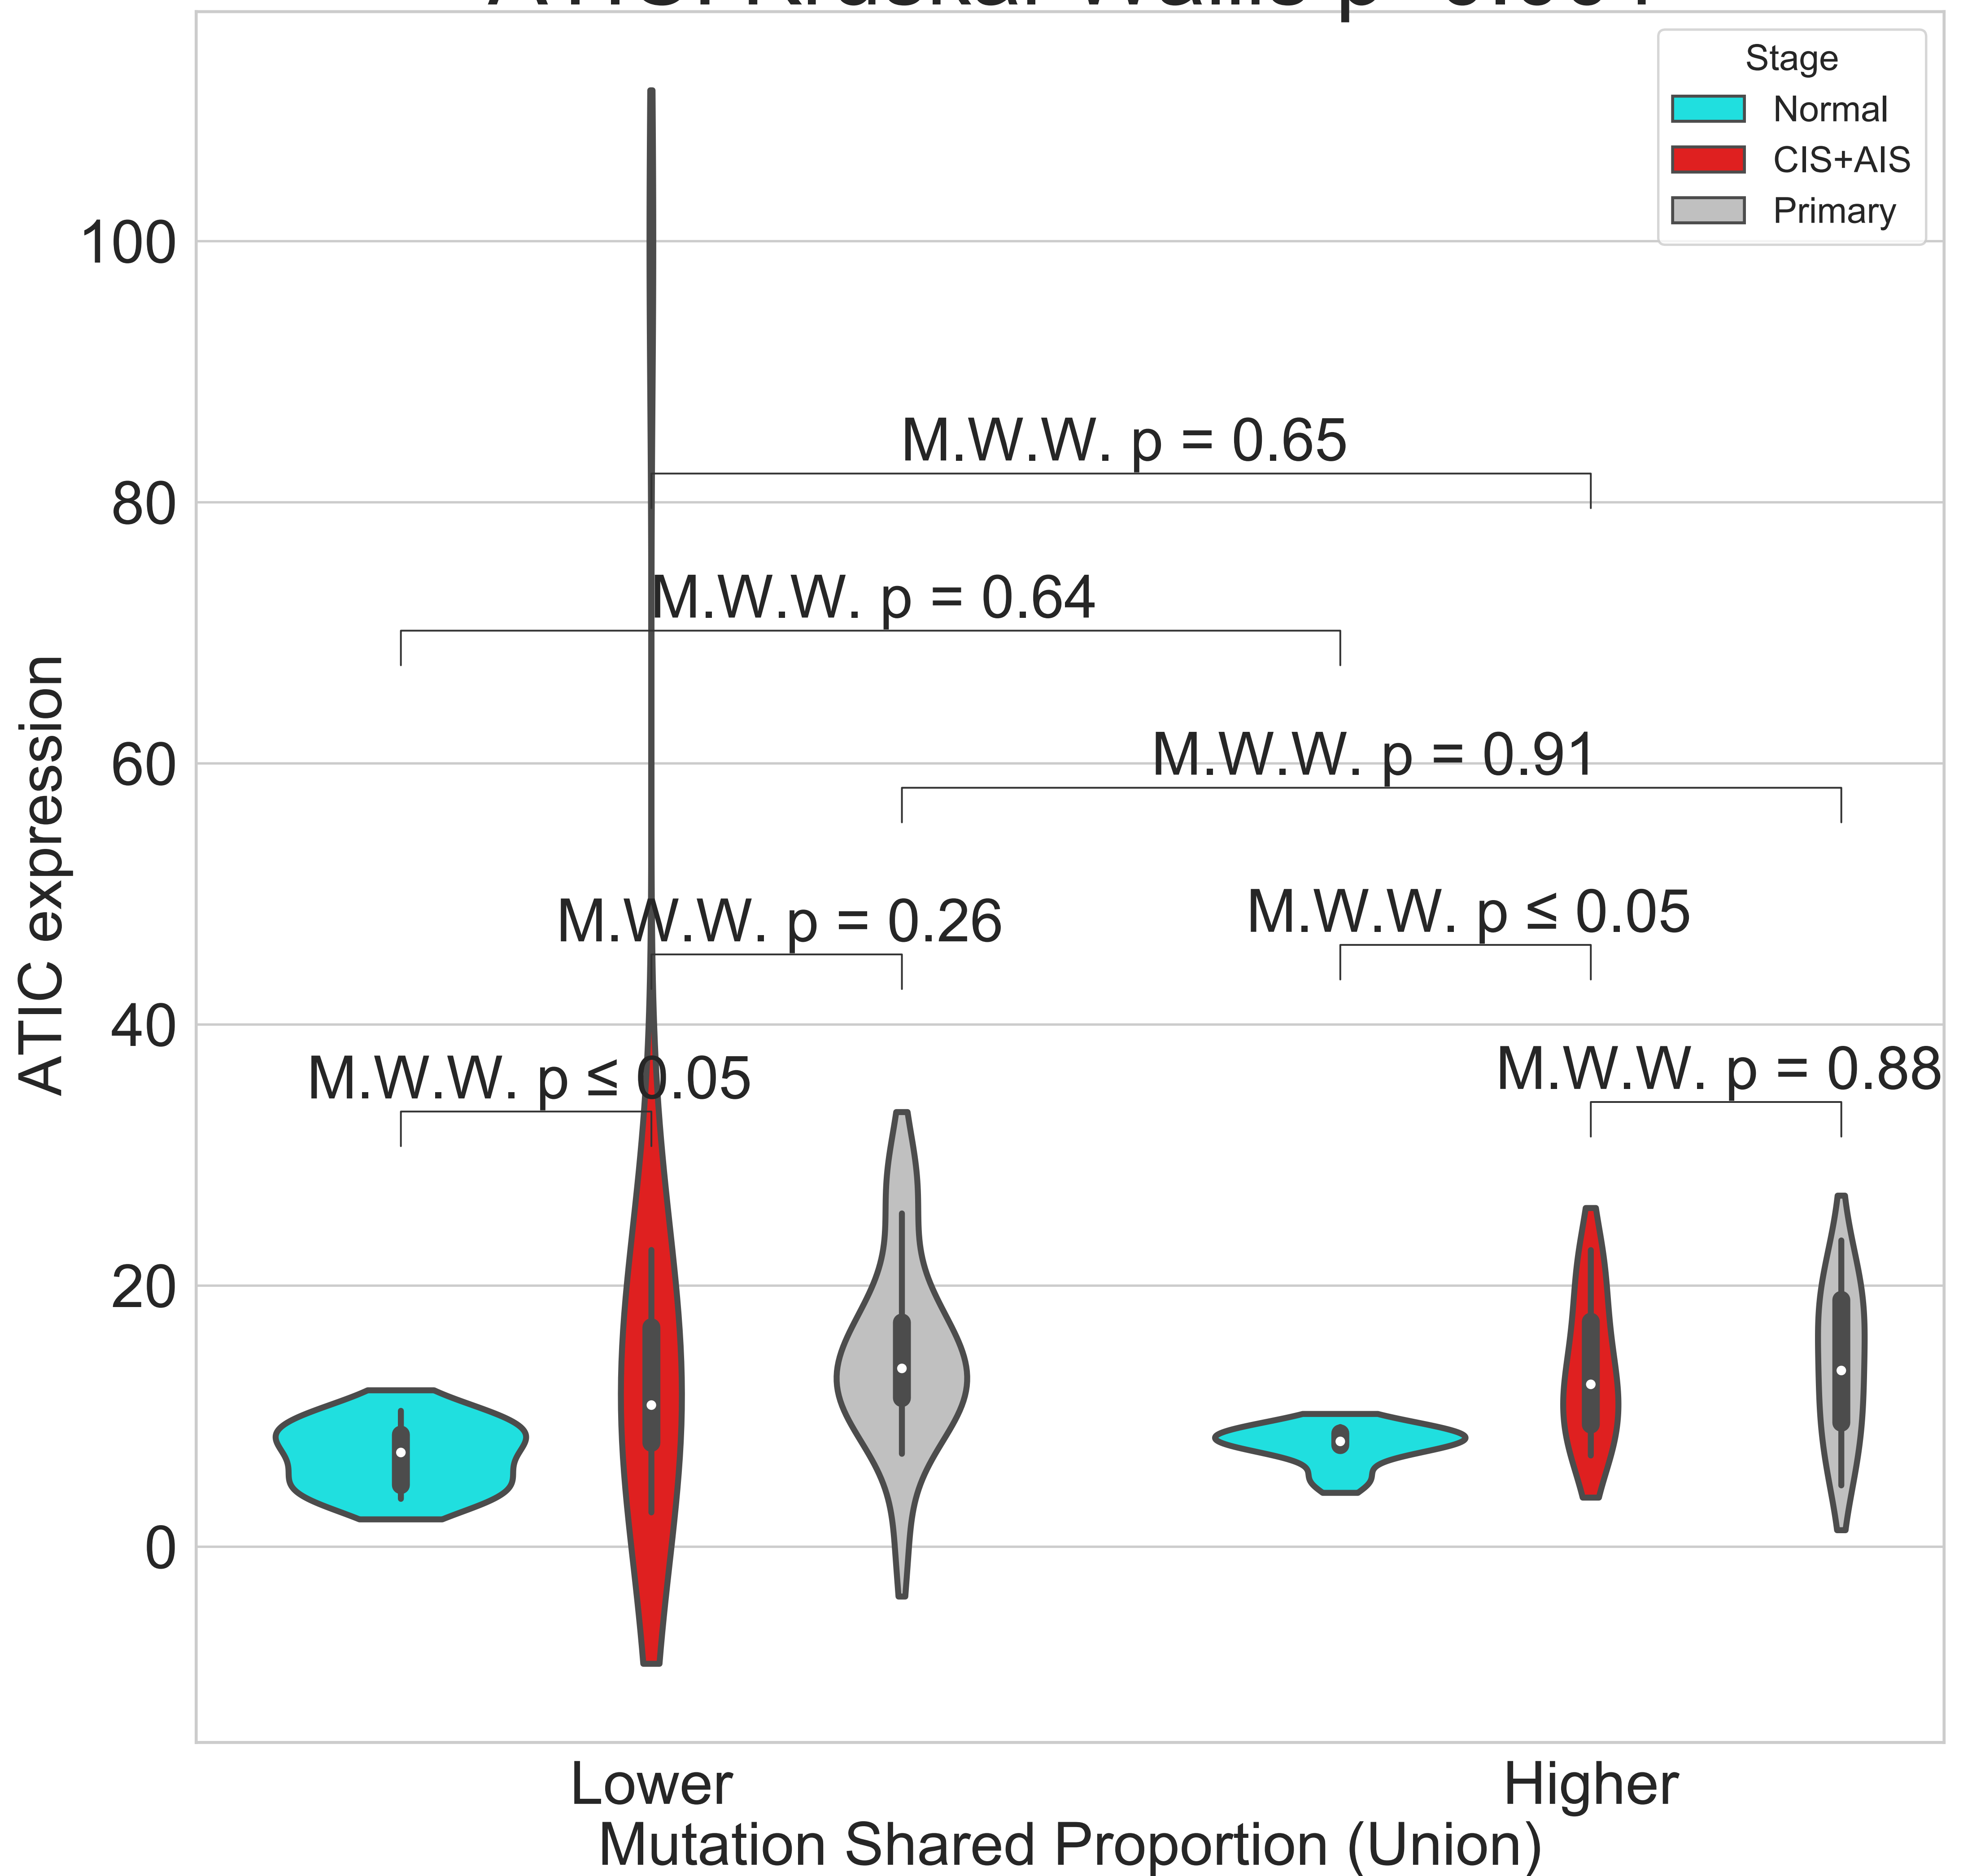 Stage
Normal
CIS+AIS
Primary
100
80
60
40
20
0
ATIC expression
M.W.W. p = 0.65
M.W.W. p = 0.64
M.W.W. p = 0.91
M.W.W. p = 0.26
M.W.W. p ≤ 0.05
M.W.W. p ≤ 0.05
M.W.W. p = 0.88
Lower
Higher
Mutation Shared Proportion (Union)